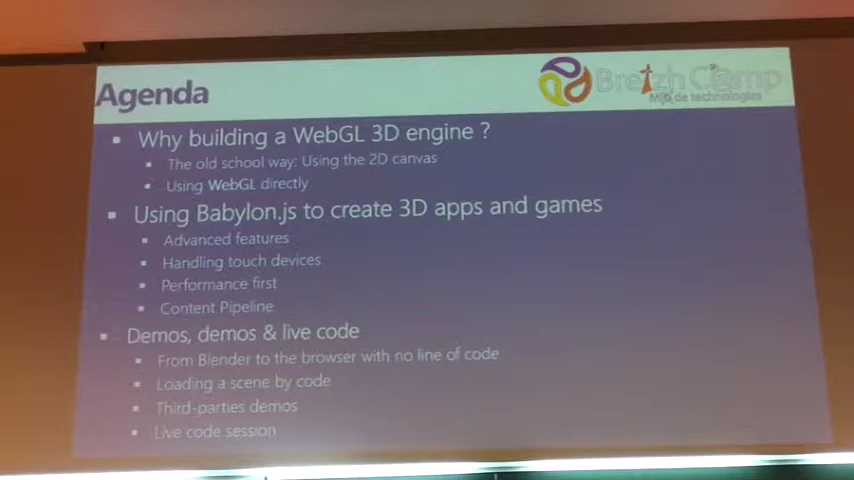 Agenda
Breizh Camp
Mix de technologies
Why building a WebGL 3D engine ?
The old school way: Using the 2D canvas
Using WebGL directly
Using Babylon.js to create 3D apps and games
Advanced features
Handling touch devices
Performance first
Content Pipeline
Demos, demos & live code
From Blender to the browser with no line of code
Loading a scene by code
Third-parties demos
Live code session